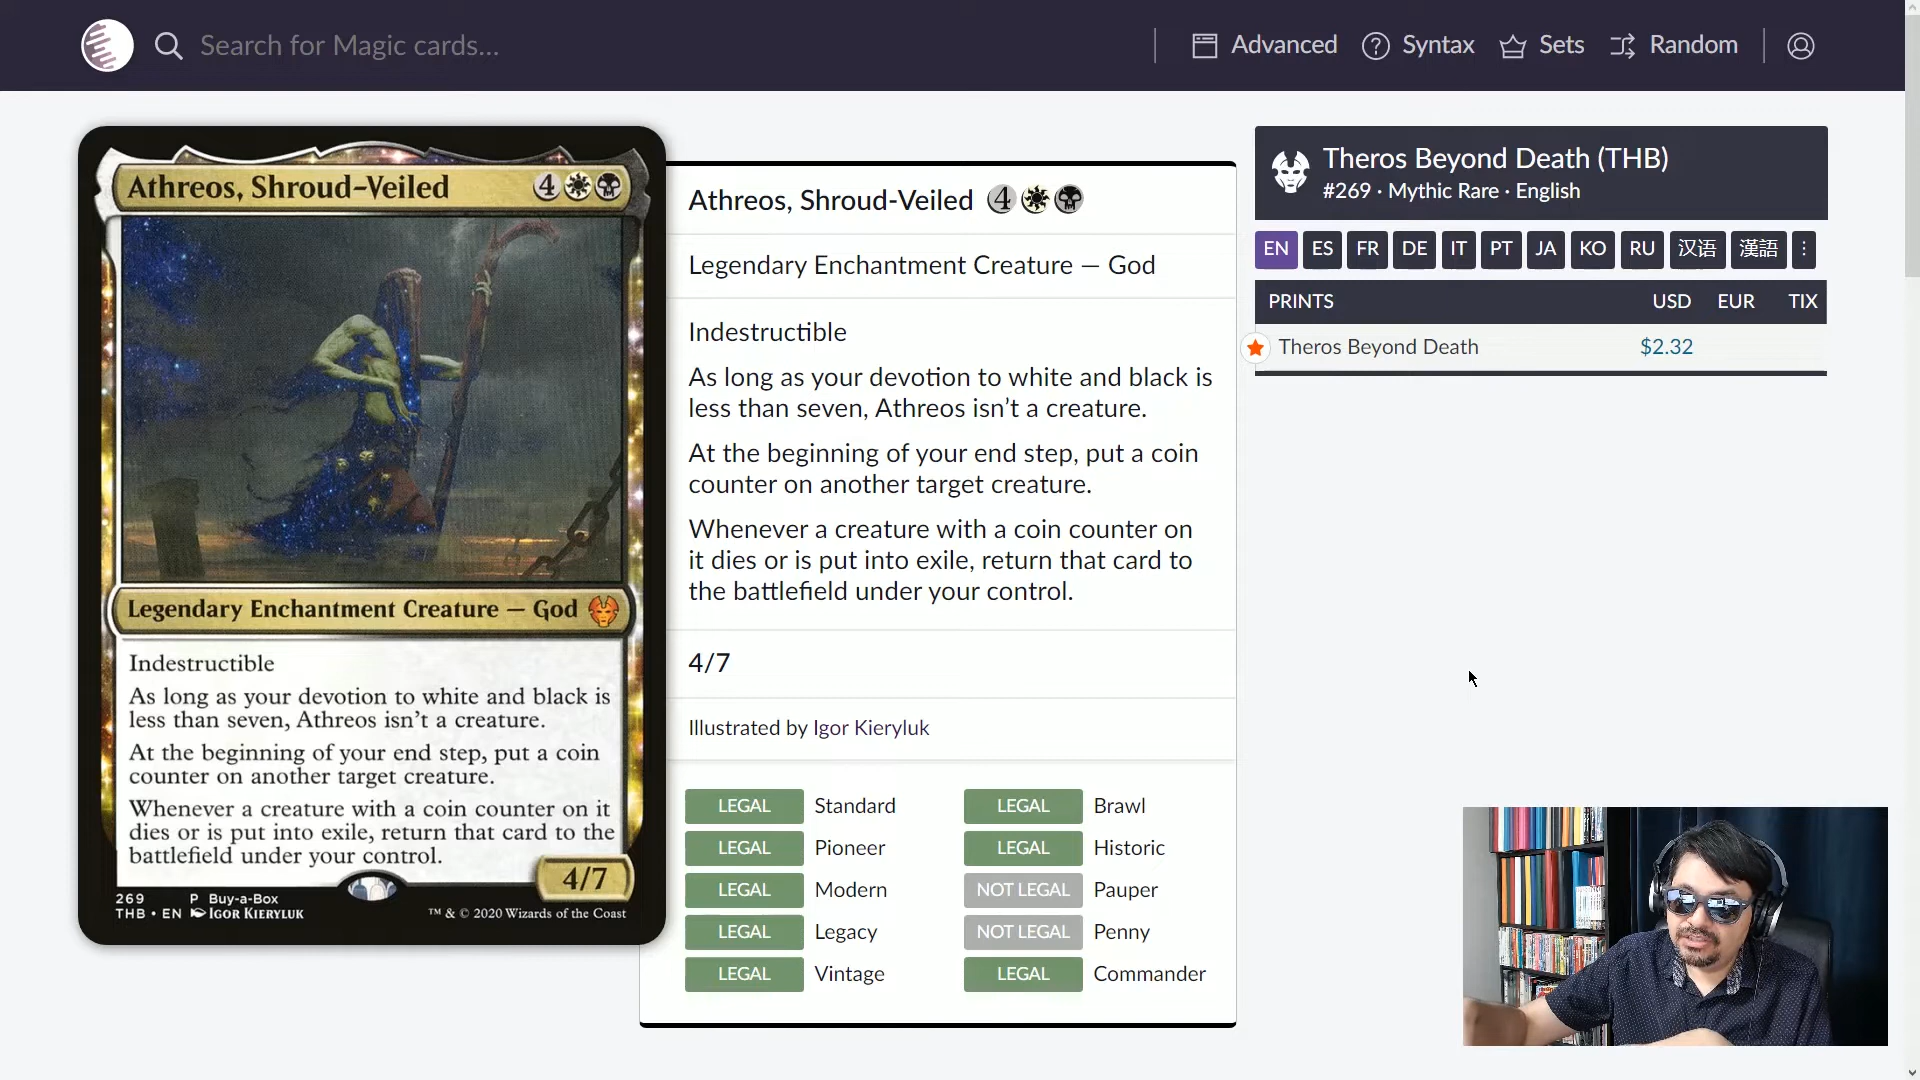 Search for Magic cards...
Advanced
Syntax
Sets
Random
Athreos, Shroud-Veiled 4
Legendary Enchantment Creature — God
Indestructible
As long as your devotion to white and black is
less than seven, Athreos isn't a creature.
At the beginning of your end step, put a coin
counter on another target creature.
Whenever a creature with a coin counter on it
dies or is put into exile, return that card to the
battlefield under your control.
4/7
269 P Buy-a-Box
THB • EN IGOR KIERYLUK
™ & © 2020 Wizards of the Coast
Athreos, Shroud-Veiled 4
Legendary Enchantment Creature — God
Indestructible
As long as your devotion to white and black is
less than seven, Athreos isn’t a creature.
At the beginning of your end step, put a coin
counter on another target creature.
Whenever a creature with a coin counter on
it dies or is put into exile, return that card to
the battlefield under your control.
4/7
Illustrated by Igor Kieryluk
LEGAL Standard LEGAL Brawl
LEGAL Pioneer LEGAL Historic
LEGAL Modern NOT LEGAL Pauper
LEGAL Legacy NOT LEGAL Penny
LEGAL Vintage LEGAL Commander
Theros Beyond Death (THB)
#269 · Mythic Rare · English
EN ES FR DE IT PT JA KO RU 汉语 漢語
PRINTS USD EUR TIX
Theros Beyond Death $2.32